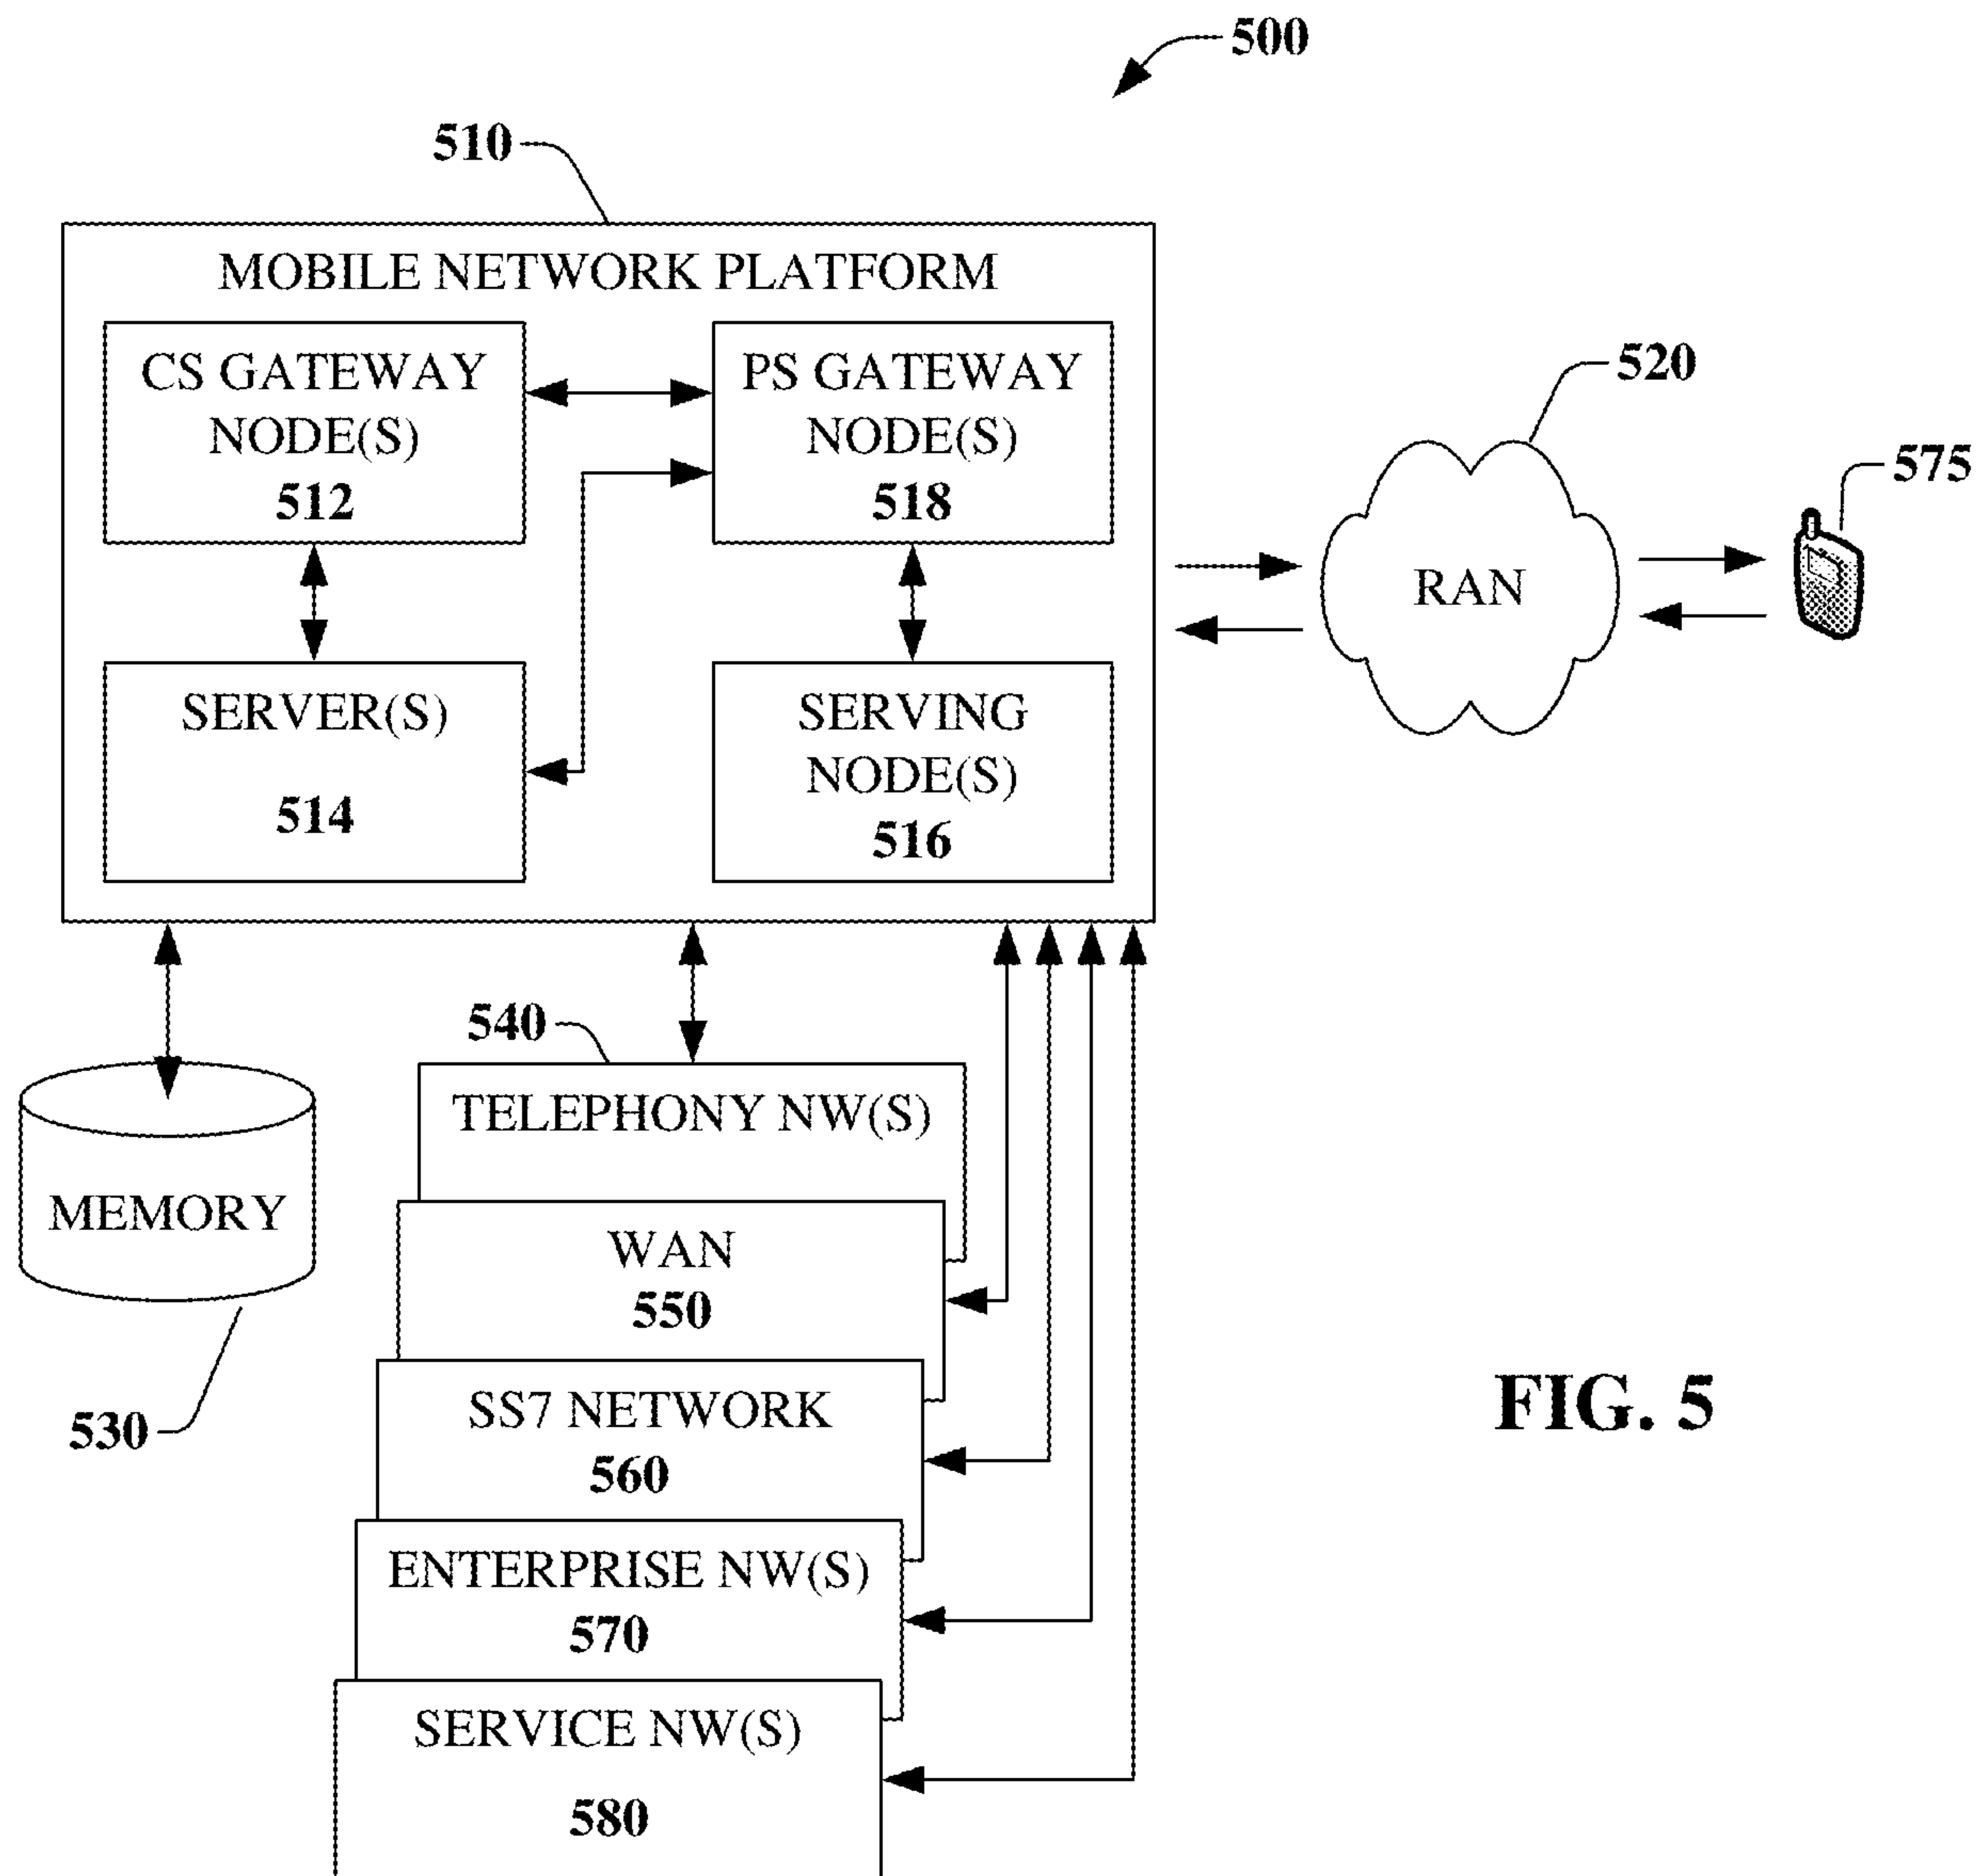 500
510
MOBILE NETWORK PLATFORM
CS GATEWAY
NODE(S)
512
PS GATEWAY
NODE(S)
518
SERVER(S)
514
SERVING
NODE(S)
516
520
RAN
575
540
TELEPHONY NW(S)
MEMORY
530
WAN
550
SS7 NETWORK
560
ENTERPRISE NW(S)
570
SERVICE NW(S)
580
FIG. 5